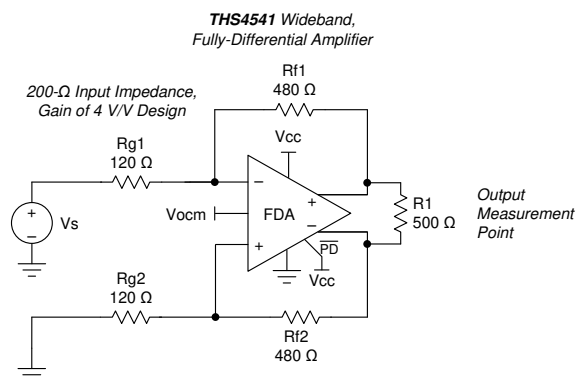 THS4541 Wideband,
Fully-Differential Amplifier
200-Ω Input Impedance,
Gain of 4 V/V Design
Rf1
480 Ω
Rg1
120 Ω
Vcc
−
+
Vocm
FDA
+
−
PD
Vcc
R1
500 Ω
Output
Measurement
Point
+
−
Vs
Rg2
120 Ω
Rf2
480 Ω